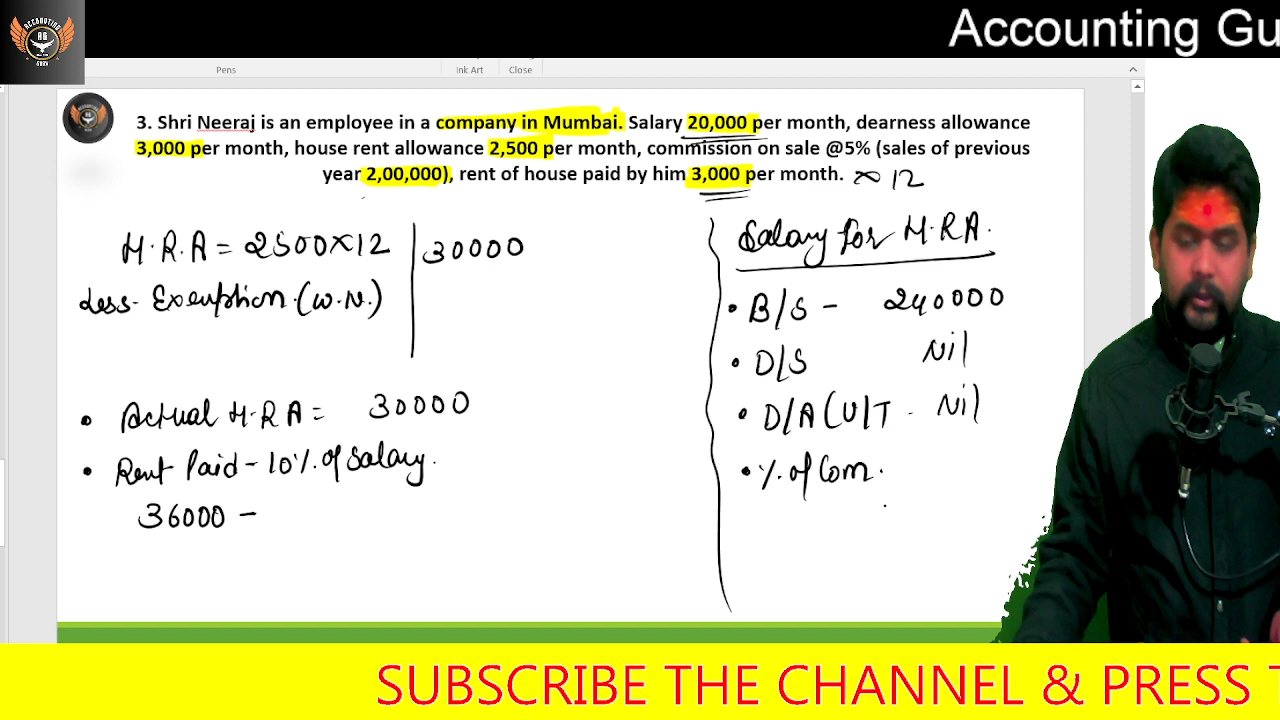 Accounting Gu
ACCOUNTING
AG
GURU
Pens
Ink Art
Close
3. Shri Neeraj is an employee in a company in Mumbai. Salary 20,000 per month, dearness allowance
3,000 per month, house rent allowance 2,500 per month, commission on sale @5% (sales of previous
year 2,00,000), rent of house paid by him 3,000 per month. × 12
H.R.A = 2500×12 | 30000
Less- Exemption (W.N.)
• Actual H.R.A = 30000
• Rent Paid - 10% of Salary.
36000 -
Salary for H.R.A.
• B/S - 240000
• D/S Nil
• D/A (U/T - Nil
• % of Com.
SUBSCRIBE THE CHANNEL & PRESS T